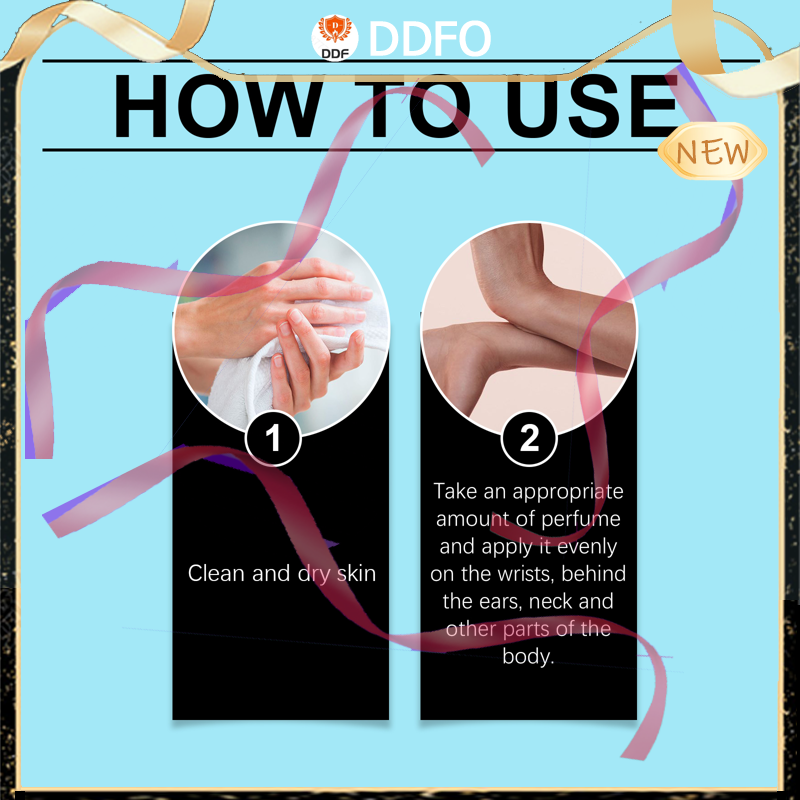 DDF
DDFO
HOW TO USE
NEW
1
Clean and dry skin
2
Take an appropriate
amount of perfume
and apply it evenly
on the wrists, behind
the ears, neck and
other parts of the
body.